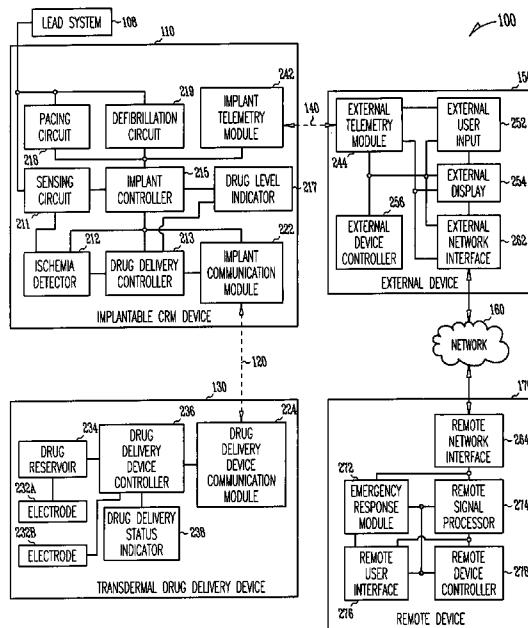 LEAD SYSTEM
108
100
110
219
242
PACING
CIRCUIT
DEFIBRILLATION
CIRCUIT
IMPLANT
TELEMETRY
MODULE
218
215
217
SENSING
CIRCUIT
IMPLANT
CONTROLLER
DRUG LEVEL
INDICATOR
211
212
213
222
ISCHEMIA
DETECTOR
DRUG DELIVERY
CONTROLLER
IMPLANT
COMMUNICATION
MODULE
IMPLANTABLE CRM DEVICE
140
EXTERNAL
TELEMETRY
MODULE
244
EXTERNAL
USER
INPUT
252
254
EXTERNAL
DISPLAY
256
EXTERNAL
DEVICE
CONTROLLER
EXTERNAL
NETWORK
INTERFACE
262
EXTERNAL DEVICE
120
160
NETWORK
130
234
236
224
DRUG
RESERVOIR
DRUG
DELIVERY
DEVICE
CONTROLLER
DRUG
DELIVERY
DEVICE
COMMUNICATION
MODULE
232A
ELECTRODE
232B
ELECTRODE
DRUG DELIVERY
STATUS
INDICATOR
238
TRANSDERMAL DRUG DELIVERY DEVICE
REMOTE
NETWORK
INTERFACE
264
272
EMERGENCY
RESPONSE
MODULE
REMOTE
SIGNAL
PROCESSOR
274
REMOTE
USER
INTERFACE
REMOTE
DEVICE
CONTROLLER
278
276
REMOTE DEVICE